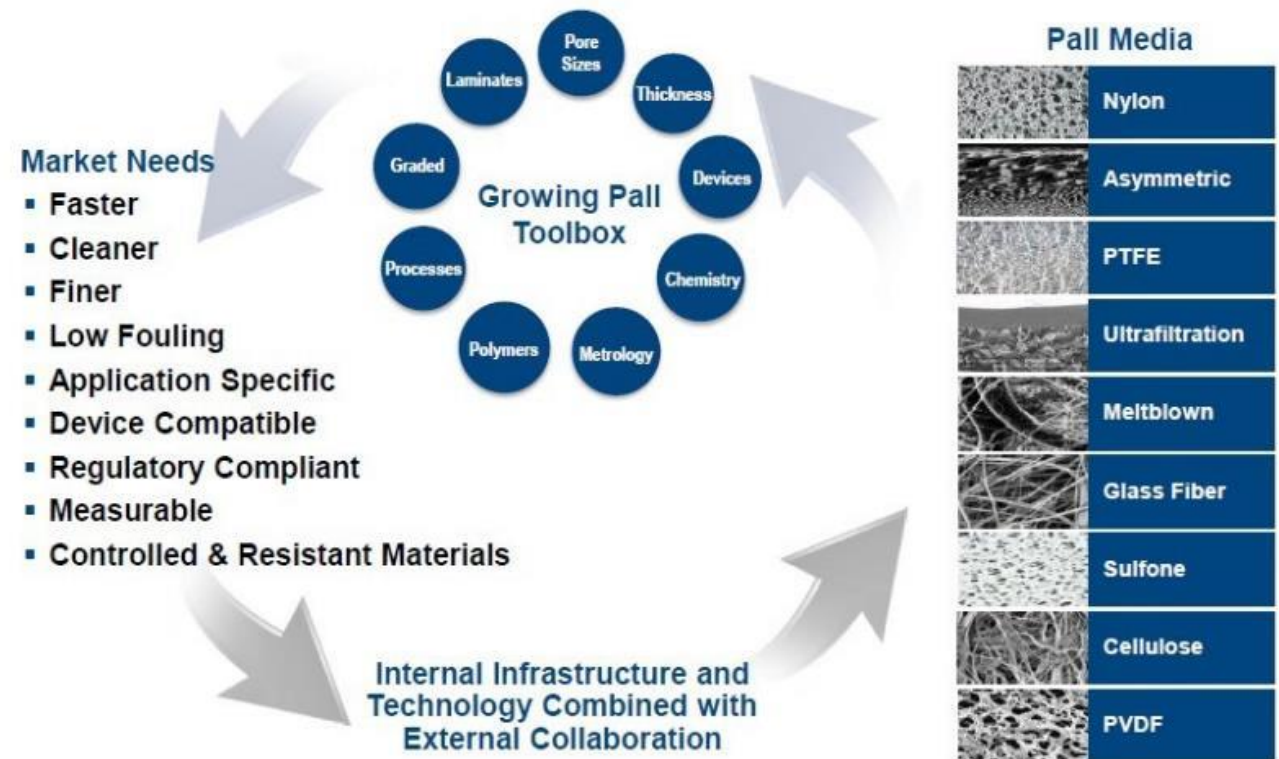 Pore
Sizes
Laminates
Thickness
Graded
Devices
Growing Pall
Toolbox
Processes
Chemistry
Polymers
Metrology
Market Needs
▪ Faster
▪ Cleaner
▪ Finer
▪ Low Fouling
▪ Application Specific
▪ Device Compatible
▪ Regulatory Compliant
▪ Measurable
▪ Controlled & Resistant Materials
Internal Infrastructure and
Technology Combined with
External Collaboration
Pall Media
Nylon
Asymmetric
PTFE
Ultrafiltration
Meltblown
Glass Fiber
Sulfone
Cellulose
PVDF